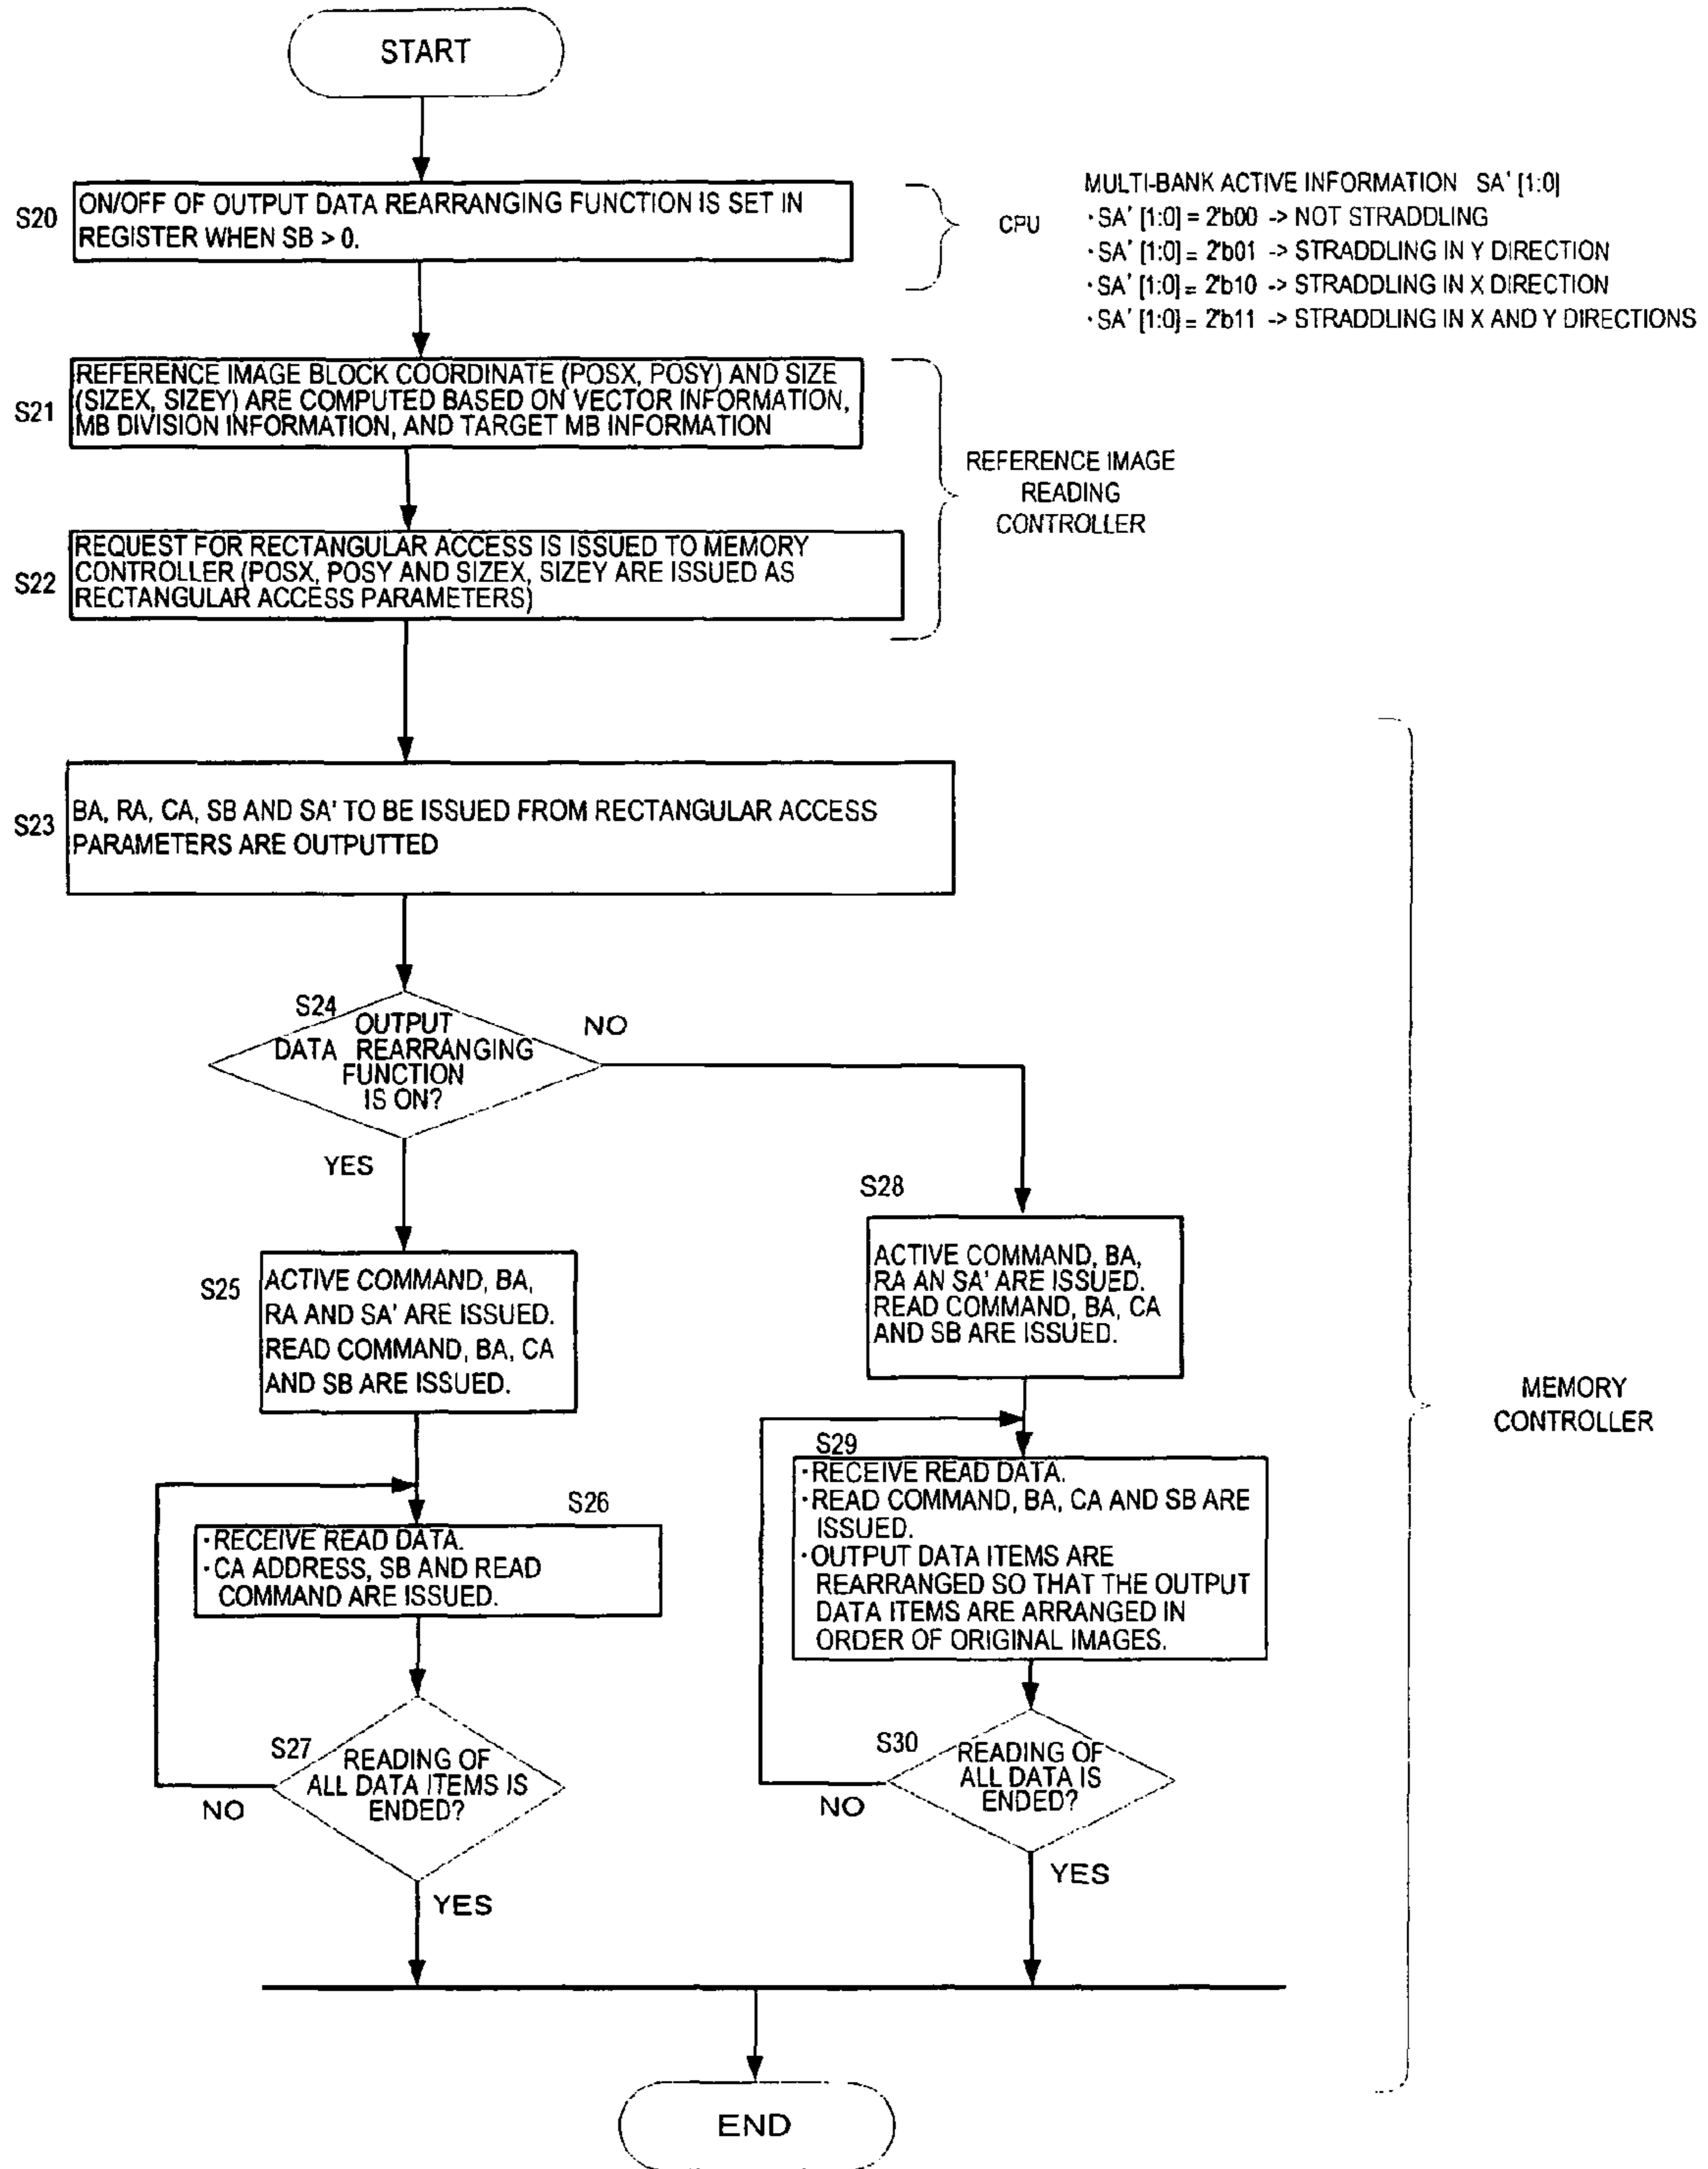 START
S20
ON/OFF OF OUTPUT DATA REARRANGING FUNCTION IS SET IN
REGISTER WHEN SB > 0.
CPU
MULTI-BANK ACTIVE INFORMATION SA' [1:0]
·SA' [1:0] = 2'b00 -> NOT STRADDLING
·SA' [1:0] = 2'b01 -> STRADDLING IN Y DIRECTION
·SA' [1:0] = 2'b10 -> STRADDLING IN X DIRECTION
·SA' [1:0] = 2'b11 -> STRADDLING IN X AND Y DIRECTIONS
S21
REFERENCE IMAGE BLOCK COORDINATE (POSX, POSY) AND SIZE
(SIZEX, SIZEY) ARE COMPUTED BASED ON VECTOR INFORMATION,
MB DIVISION INFORMATION, AND TARGET MB INFORMATION
REFERENCE IMAGE
READING
CONTROLLER
S22
REQUEST FOR RECTANGULAR ACCESS IS ISSUED TO MEMORY
CONTROLLER (POSX, POSY AND SIZEX, SIZEY ARE ISSUED AS
RECTANGULAR ACCESS PARAMETERS)
S23
BA, RA, CA, SB AND SA' TO BE ISSUED FROM RECTANGULAR ACCESS
PARAMETERS ARE OUTPUTTED
S24
OUTPUT
DATA REARRANGING
FUNCTION
IS ON?
NO
YES
S25
ACTIVE COMMAND, BA,
RA AND SA' ARE ISSUED.
READ COMMAND, BA, CA
AND SB ARE ISSUED.
S28
ACTIVE COMMAND, BA,
RA AN SA' ARE ISSUED.
READ COMMAND, BA, CA
AND SB ARE ISSUED.
MEMORY
CONTROLLER
S26
·RECEIVE READ DATA.
·CA ADDRESS, SB AND READ
COMMAND ARE ISSUED.
S29
·RECEIVE READ DATA.
·READ COMMAND, BA, CA AND SB ARE
ISSUED.
·OUTPUT DATA ITEMS ARE
REARRANGED SO THAT THE OUTPUT
DATA ITEMS ARE ARRANGED IN
ORDER OF ORIGINAL IMAGES.
S27
READING OF
ALL DATA ITEMS IS
ENDED?
NO
YES
S30
READING OF
ALL DATA IS
ENDED?
NO
YES
END